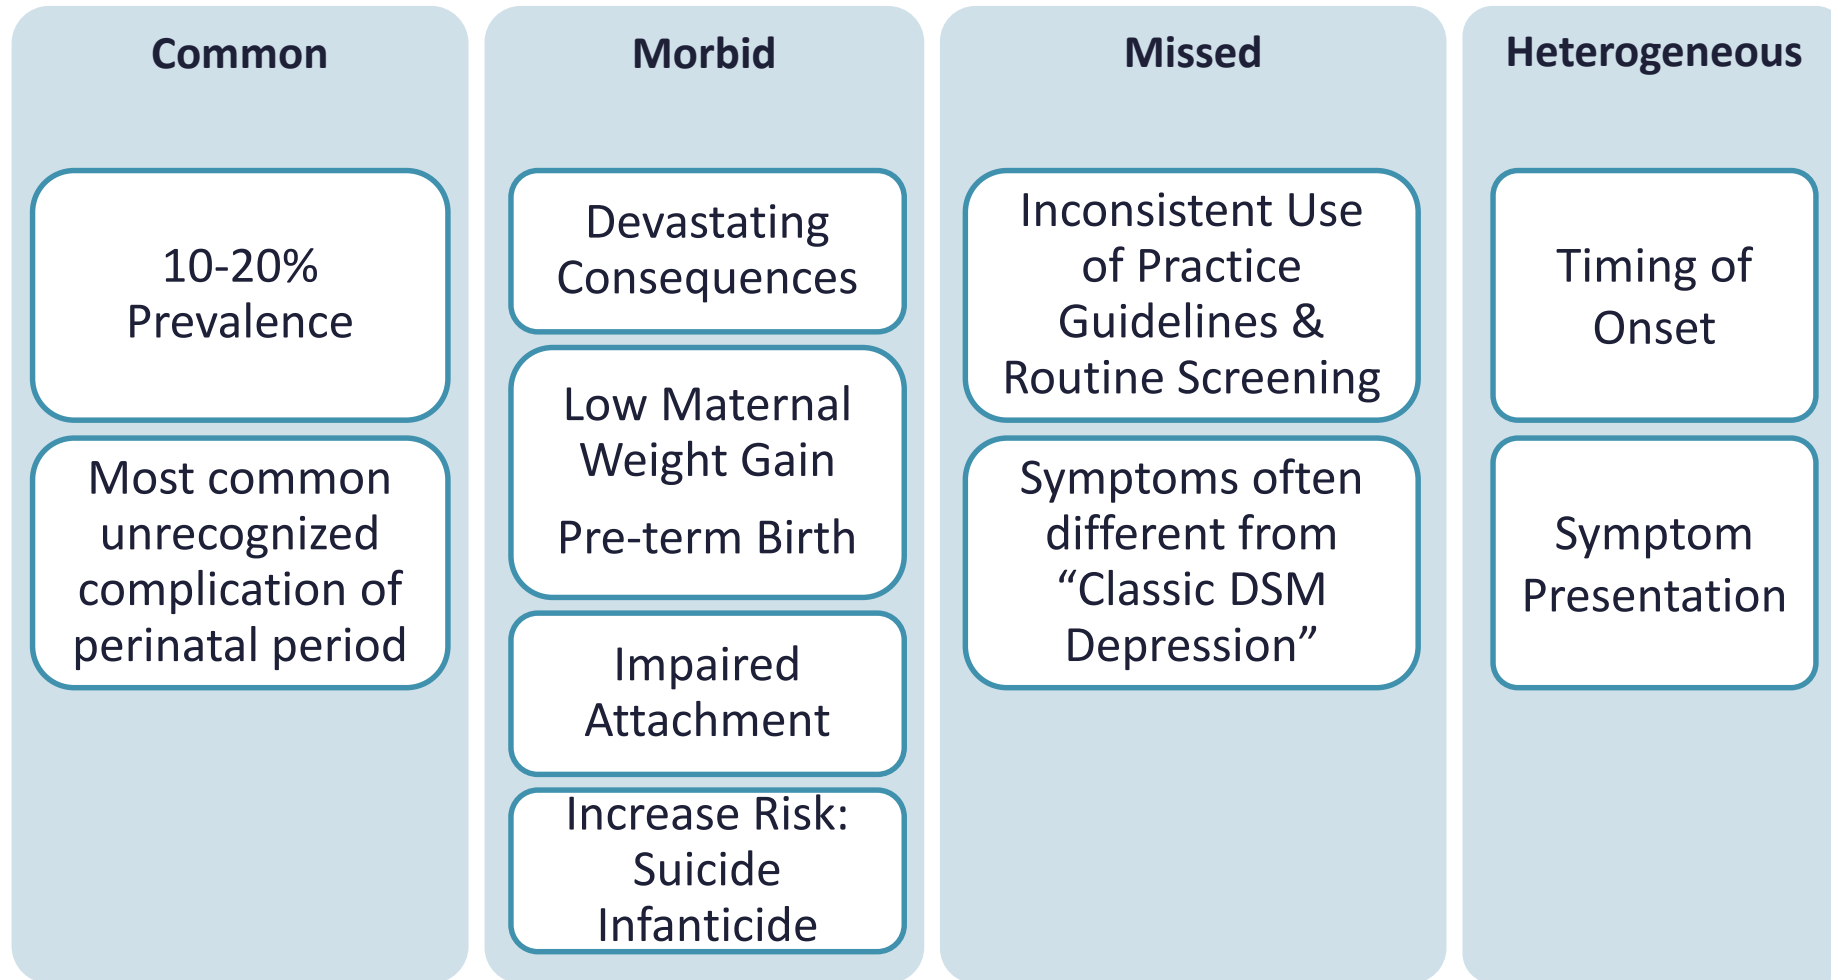 Common
10-20%
Prevalence
Most common
unrecognized
complication of
perinatal period
Morbid
Devastating
Consequences
Low Maternal
Weight Gain
Pre-term Birth
Impaired
Attachment
Increase Risk:
Suicide
Infanticide
Missed
Inconsistent Use
of Practice
Guidelines &
Routine Screening
Symptoms often
different from
“Classic DSM
Depression”
Heterogeneous
Timing of
Onset
Symptom
Presentation